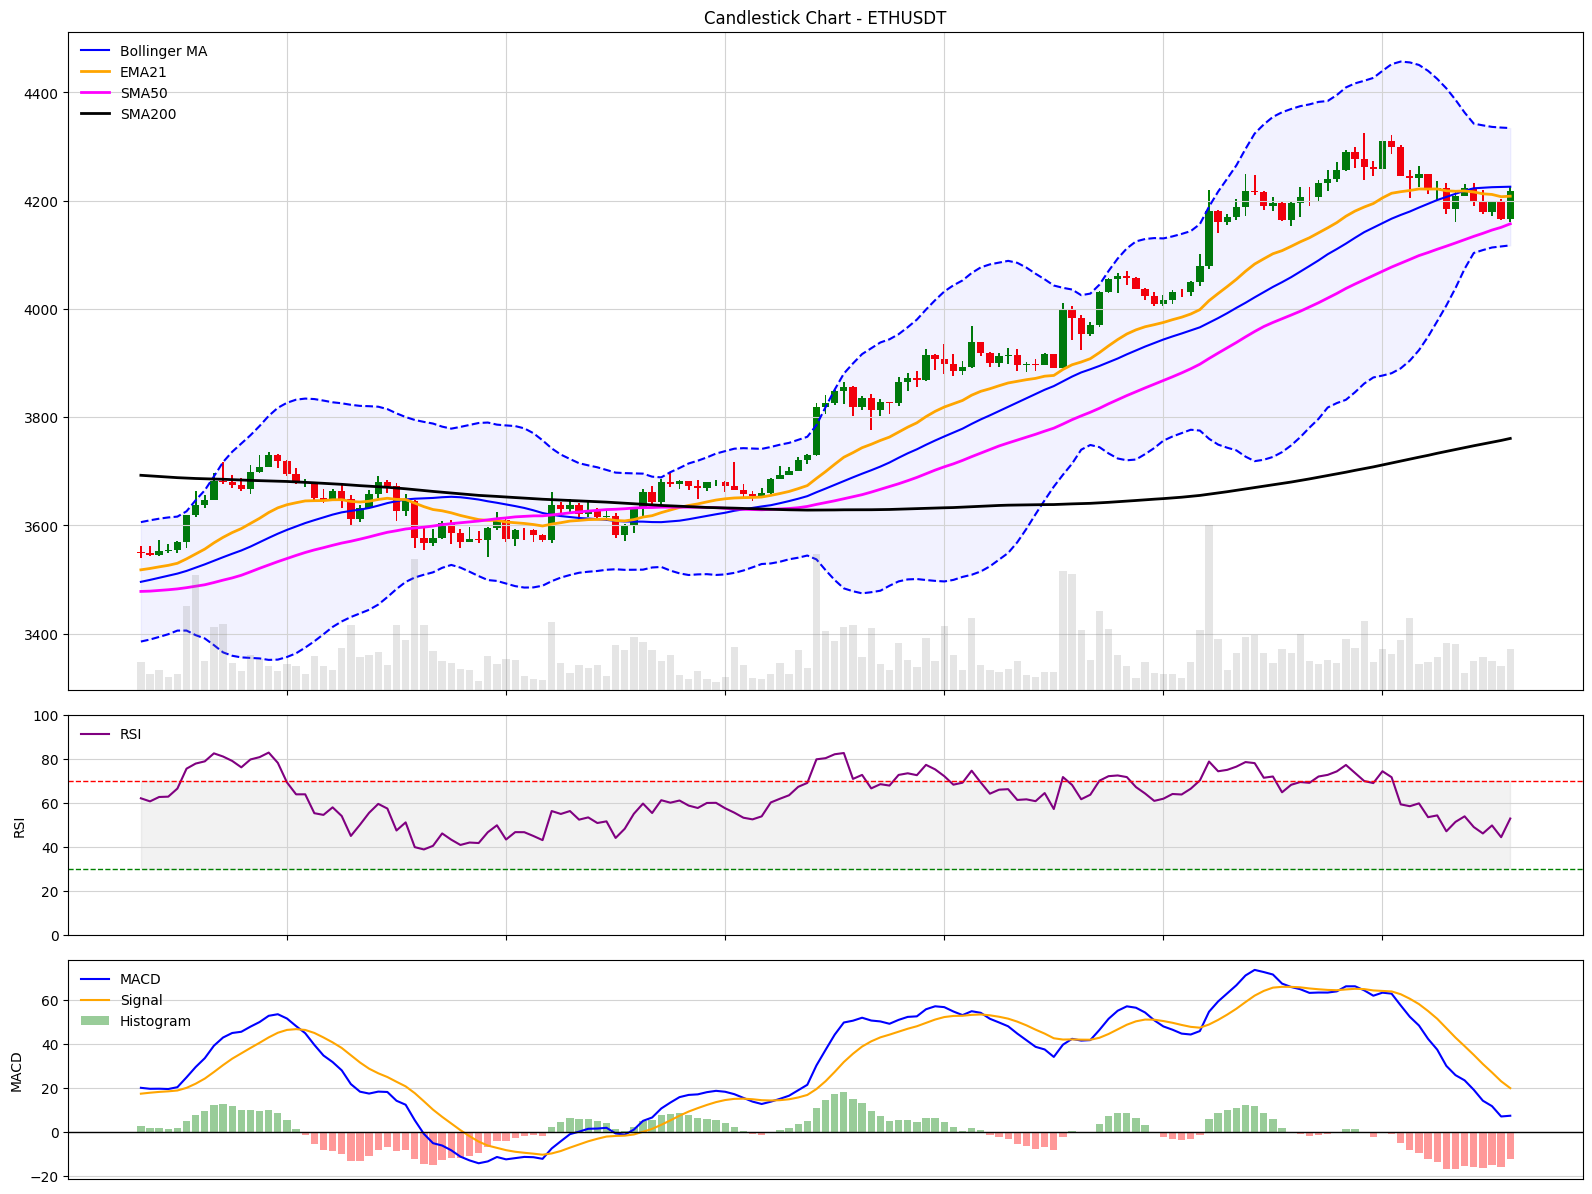 Candlestick Chart - ETHUSDT
Bollinger MA
EMA21
SMA50
SMA200
4400
4200
4000
3800
3600
3400
RSI
100
80
60
40
20
0
RSI
MACD
Signal
Histogram
60
40
20
0
−20
MACD